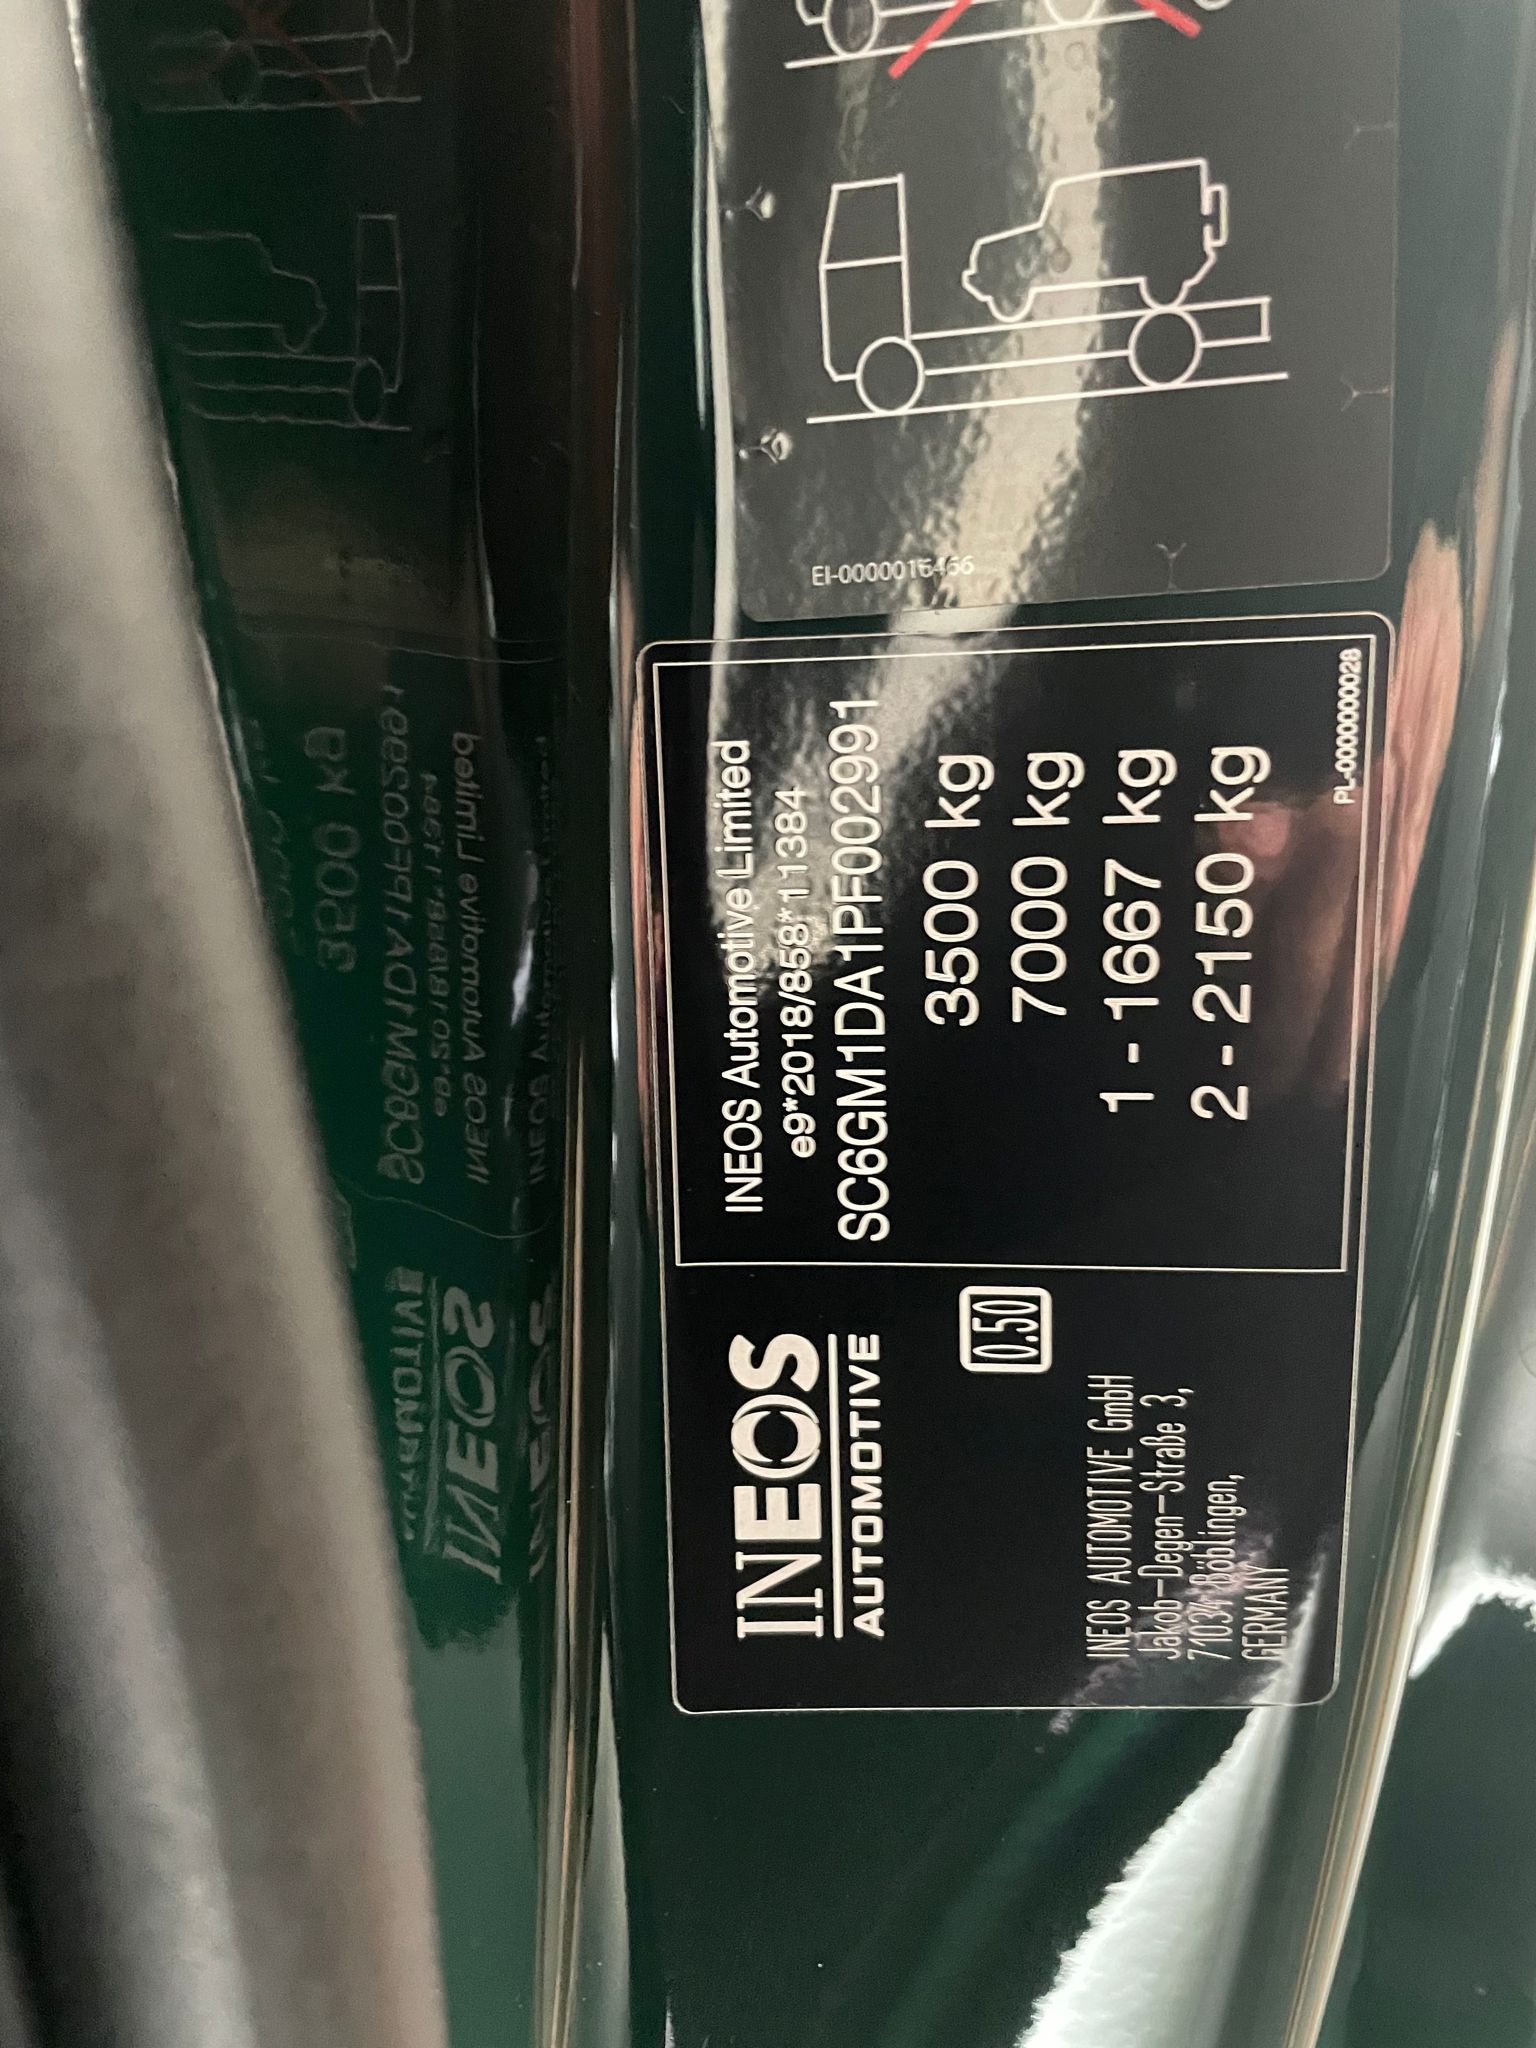 INEOS
AUTOMOTIVE
0.50
INEOS AUTOMOTIVE GmbH
Jakob-Degen-Straße 3,
71034 Böblingen,
GERMANY
INEOS Automotive Limited
e9*2018/858*11384
SC6GM1DA1PF002991
3500 kg
7000 kg
1 - 1667 kg
2 - 2150 kg
PL-0000000028
EI-0000016466